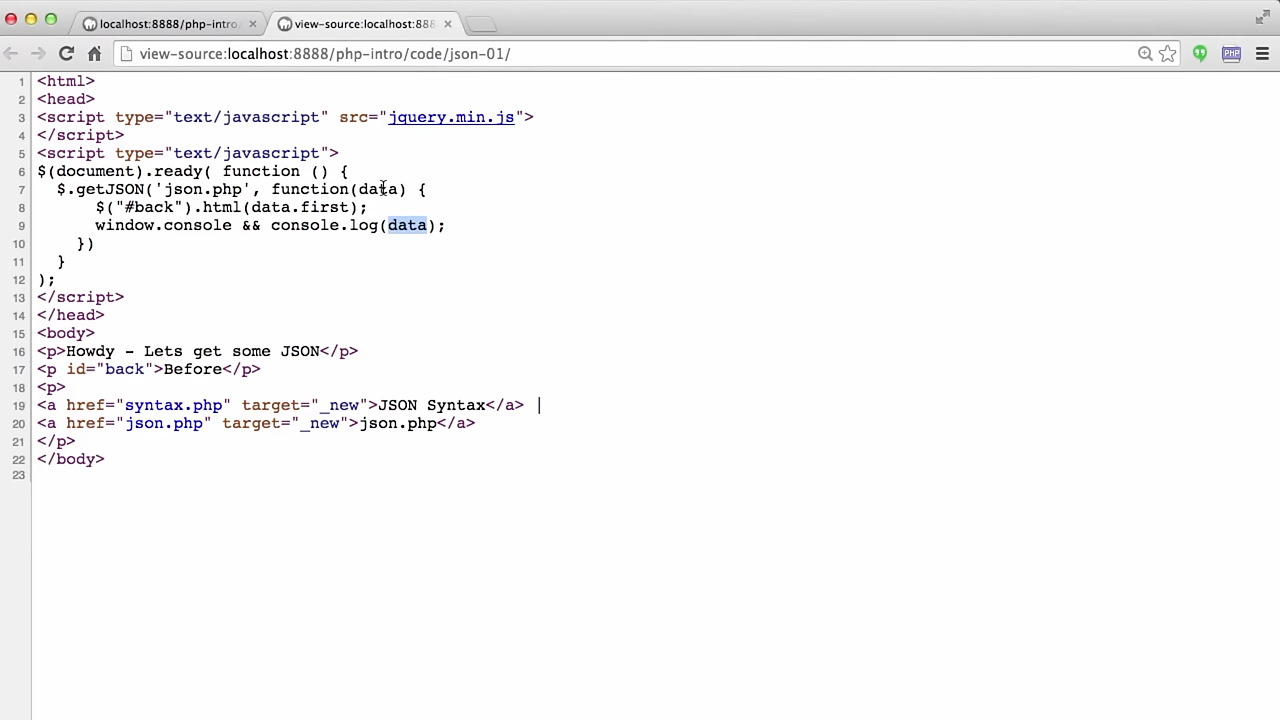 localhost:8888/php-intro/ view-source:localhost:888
view-source:localhost:8888/php-intro/code/json-01/ PHP
1 <html>
2 <head>
3 <script type="text/javascript" src="jquery.min.js">
4 </script>
5 <script type="text/javascript">
6 $(document).ready( function () {
7 $.getJSON('json.php', function(data) {
8 $("#back").html(data.first);
9 window.console && console.log(data);
10 })
11 }
12 );
13 </script>
14 </head>
15 <body>
16 <p>Howdy - Lets get some JSON</p>
17 <p id="back">Before</p>
18 <p>
19 <a href="syntax.php" target="_new">JSON Syntax</a> |
20 <a href="json.php" target="_new">json.php</a>
21 </p>
22 </body>
23